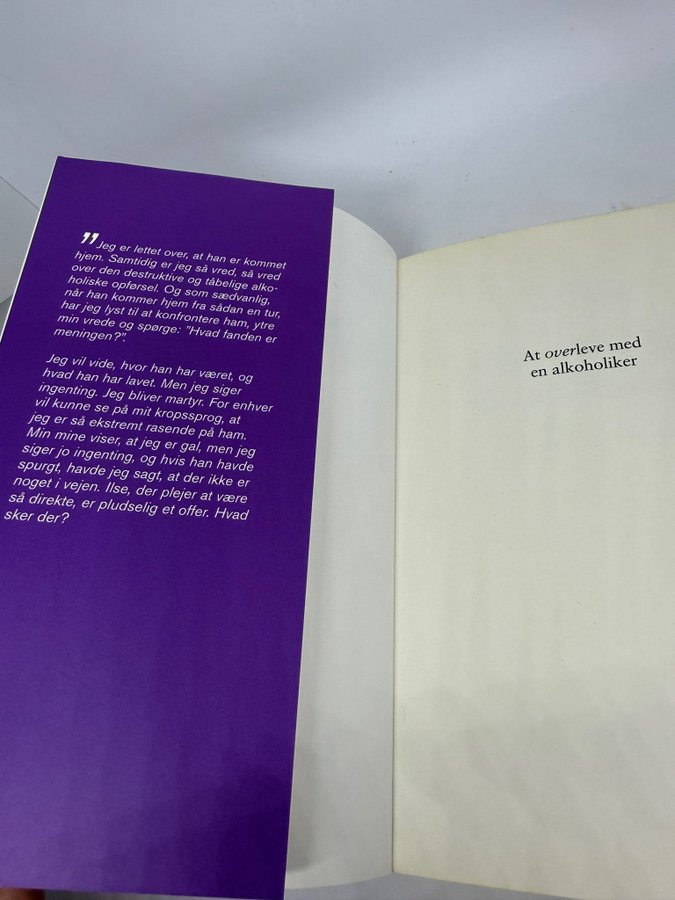 ”Jeg er lettet over, at han er kommet
hjem. Samtidig er jeg så vred, så vred
over den destruktive og tåbelige alko-
holiske opførsel. Og som sædvanlig,
når han kommer hjem fra sådan en tur,
har jeg lyst til at konfrontere ham, ytre
min vrede og spørge: "Hvad fanden er
meningen?".
Jeg vil vide, hvor han har været, og
hvad han har lavet. Men jeg siger
ingenting. Jeg bliver martyr. For enhver
vil kunne se på mit kropssprog, at
jeg er så ekstremt rasende på ham.
Min mine viser, at jeg er gal, men jeg
siger jo ingenting, og hvis han havde
spurgt, havde jeg sagt, at der ikke er
noget i vejen. Ilse, der plejer at være
så direkte, er pludselig et offer. Hvad
sker der?
At overleve med
en alkoholiker